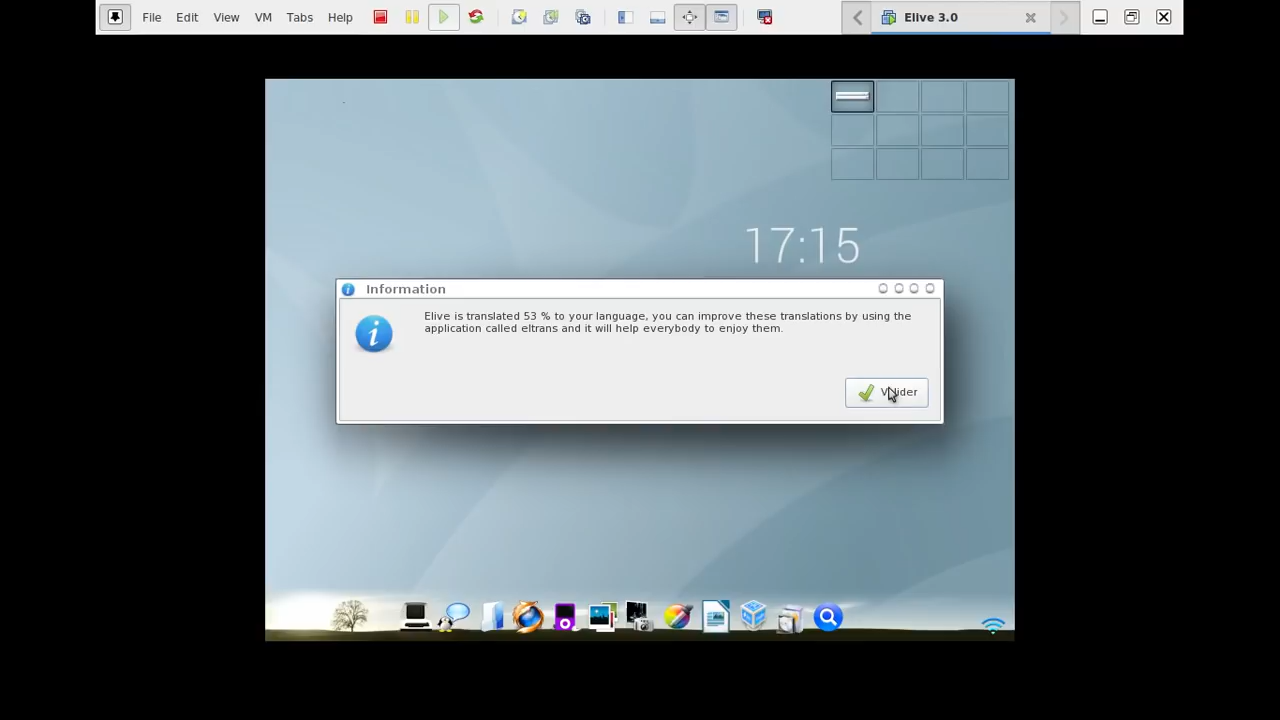 File Edit View VM Tabs Help
Elive 3.0
17:15
Information
Elive is translated 53 % to your language, you can improve these translations by using the
application called eltrans and it will help everybody to enjoy them.
Valider